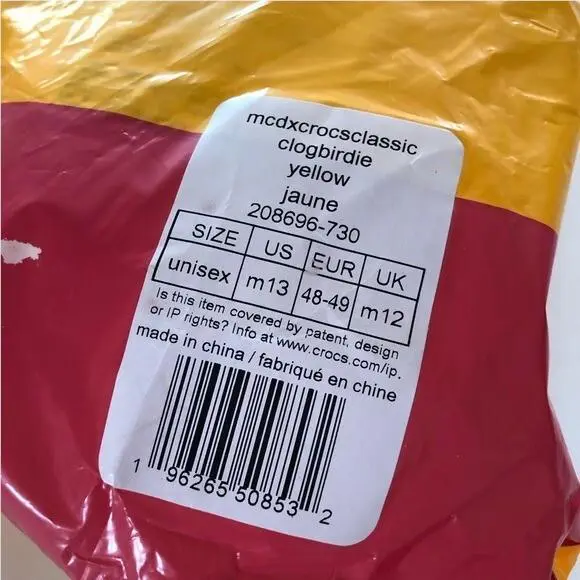 mcdxcrocsclassic
clogbirdie
yellow
jaune
208696-730
SIZE US EUR UK
unisex m13 48-49 m12
Is this item covered by patent, design
or IP rights? Info at www.crocs.com/ip.
made in china / fabriqué en chine
1 96265 50853 2